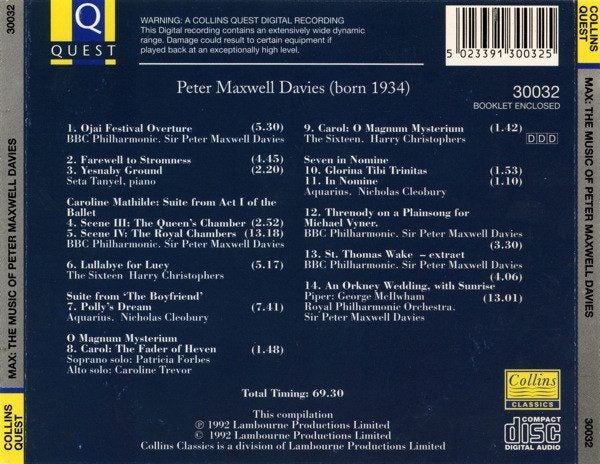 30032
QUEST
WARNING: A COLLINS QUEST DIGITAL RECORDING
This Digital recording contains an extensively wide dynamic
range. Damage could result to certain equipment if
played back at an exceptionally high level.
5 023391 300325
Peter Maxwell Davies (born 1934)
30032
BOOKLET ENCLOSED
DDD
1. Ojai Festival Overture (5.30)
BBC Philharmonic. Sir Peter Maxwell Davies
2. Farewell to Stromness (4.45)
3. Yesnaby Ground (2.20)
Seta Tanyel, piano
Caroline Mathilde: Suite from Act I of the
Ballet
4. Scene III: The Queen's Chamber (2.52)
5. Scene IV: The Royal Chambers (13.18)
BBC Philharmonic. Sir Peter Maxwell Davies
6. Lullabye for Lucy (5.17)
The Sixteen Harry Christophers
Suite from 'The Boyfriend'
7. Polly's Dream (7.41)
Aquarius. Nicholas Cleobury
O Magnum Mysterium
8. Carol: The Fader of Heven (1.48)
Soprano solo: Patricia Forbes
Alto solo: Caroline Trevor
9. Carol: O Magnum Mysterium (1.42)
The Sixteen. Harry Christophers
Seven in Nomine
10. Glorina Tibi Trinitas (1.53)
11. In Nomine (1.10)
Aquarius. Nicholas Cleobury
12. Threnody on a Plainsong for
Michael Vyner.
BBC Philharmonic. Sir Peter Maxwell Davies
(3.30)
13. St. Thomas Wake – extract
BBC Philharmonic. Sir Peter Maxwell Davies
(4.06)
14. An Orkney Wedding, with Sunrise
Piper: George McIlwham (13.01)
Royal Philharmonic Orchestra.
Sir Peter Maxwell Davies
Total Timing: 69.30
This compilation
Ⓟ 1992 Lambourne Productions Limited
© 1992 Lambourne Productions Limited
Collins Classics is a division of Lambourne Productions Limited
Collins
CLASSICS
COMPACT
disc
DIGITAL AUDIO
MAX: THE MUSIC OF PETER MAXWELL DAVIES
COLLINS
QUEST
COLLINS
QUEST
MAX: THE MUSIC OF PETER MAXWELL DAVIES
30032